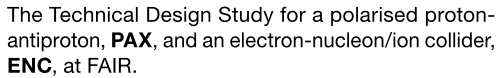 The Technical Design Study for a polarised proton-
antiproton, PAX, and an electron-nucleon/ion collider,
ENC, at FAIR.